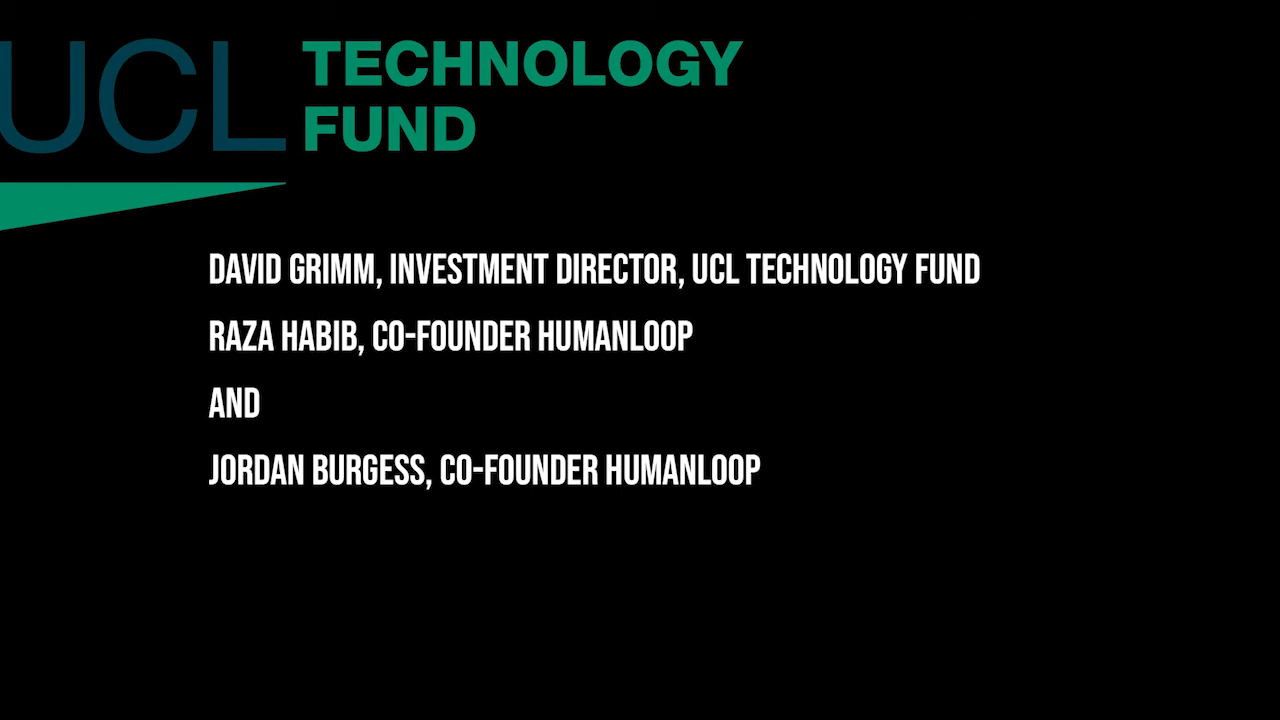 UCL TECHNOLOGY
FUND
DAVID GRIMM, INVESTMENT DIRECTOR, UCL TECHNOLOGY FUND
RAZA HABIB, CO-FOUNDER HUMANLOOP
AND
JORDAN BURGESS, CO-FOUNDER HUMANLOOP